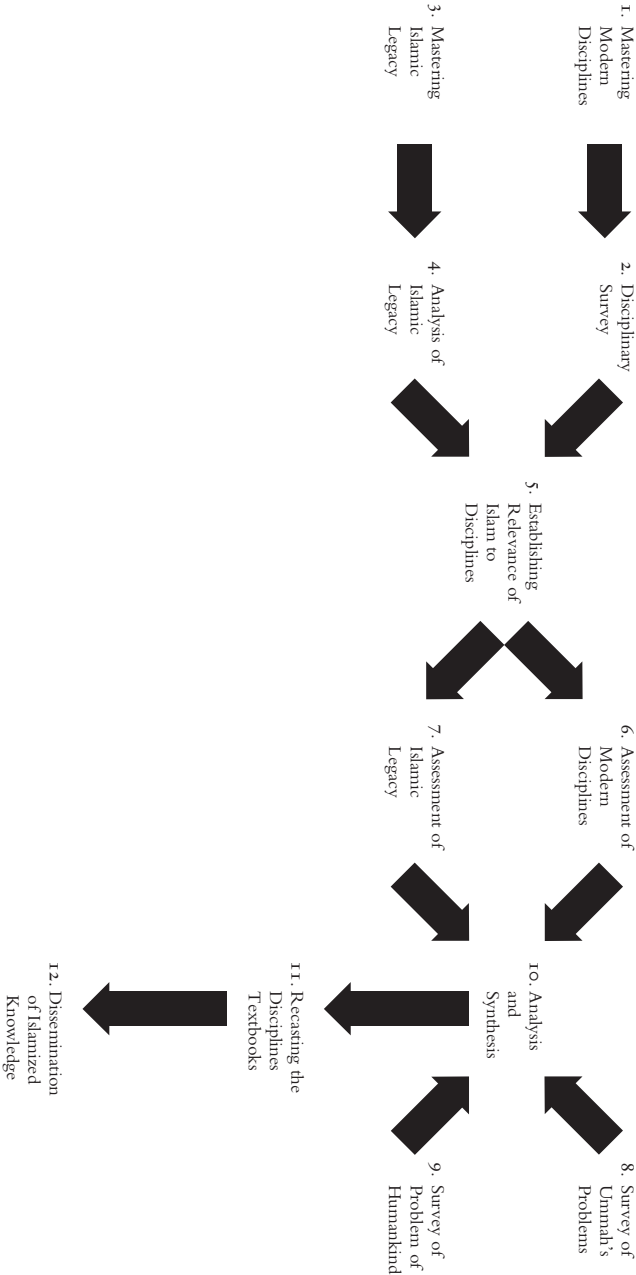 1. Mastering
Modern
Disciplines
2. Disciplinary
Survey
3. Mastering
Islamic
Legacy
4. Analysis of
Islamic
Legacy
5. Establishing
Relevance of
Islam to
Disciplines
6. Assessment of
Modern
Disciplines
7. Assessment of
Islamic
Legacy
8. Survey of
Ummah's
Problems
9. Survey of
Problem of
Humankind
10. Analysis
and
Synthesis
11. Recasting the
Disciplines
Textbooks
12. Dissemination
of Islamized
Knowledge